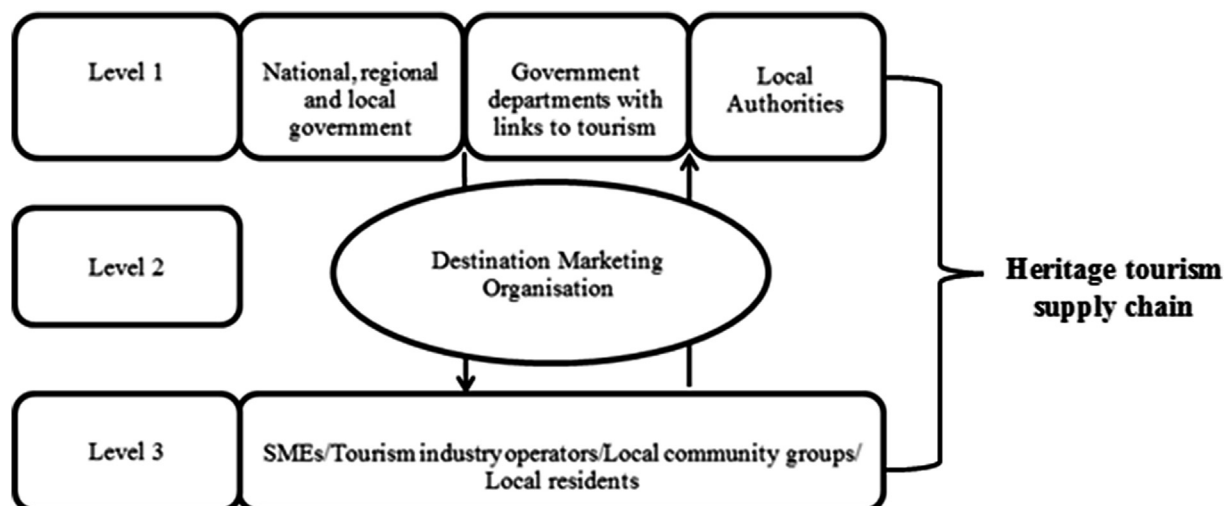 Level 1
National, regional
and local
government
Government
departments with
links to tourism
Local
Authorities
Level 2
Destination Marketing
Organisation
Heritage tourism
supply chain
Level 3
SMEs/Tourism industry operators/Local community groups/
Local residents